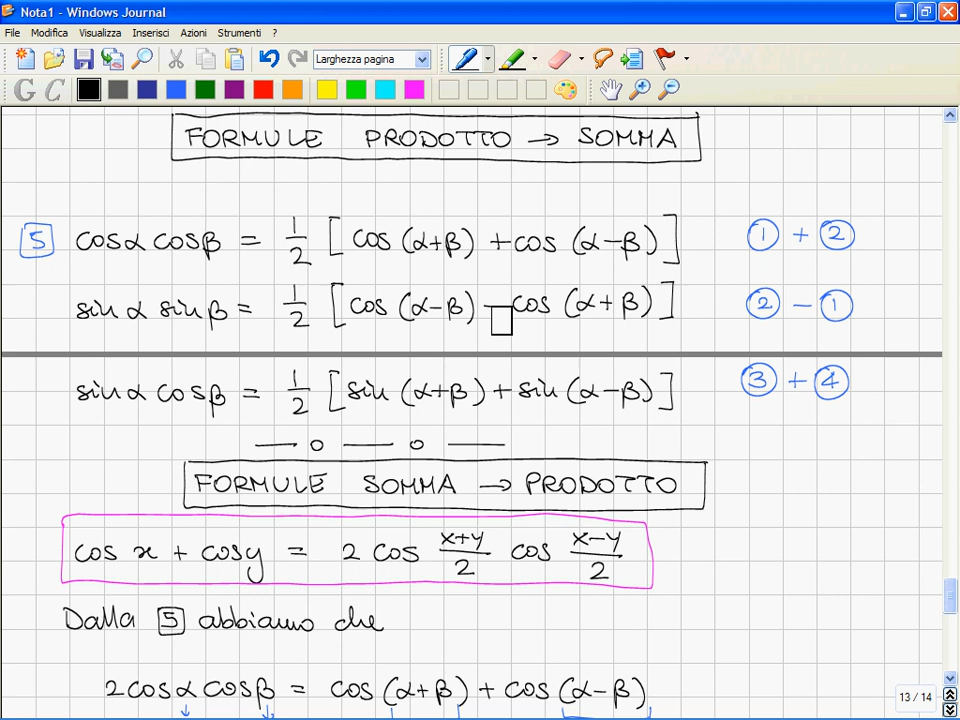 Nota1 - Windows Journal
File Modifica Visualizza Inserisci Azioni Strumenti ?
Larghezza pagina
G C
FORMULE PRODOTTO → SOMMA
5 cosα cosβ = 1/2 [cos (α+β) + cos (α-β)] ① + ②
sin α sin β = 1/2 [cos (α-β) - cos (α+β)] ② - ①
sin α cosβ = 1/2 [sin (α+β) + sin (α-β)] ③ + ④
— o — o —
FORMULE SOMMA → PRODOTTO
cos x + cos y = 2 cos x+y/2 cos x-y/2
Dalla 5 abbiamo che
2 cos α cos β = cos (α+β) + cos (α-β)
13 / 14